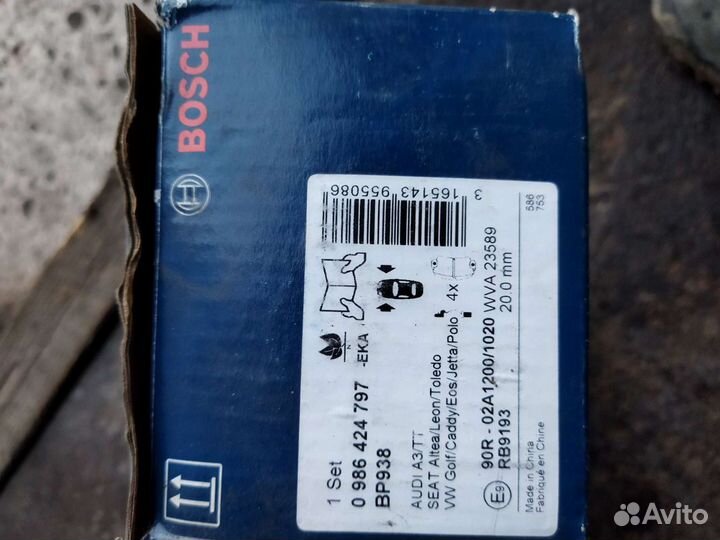 BOSCH
3 165143 955086
1 Set
0 986 424 797 -EKA
N
BP938
4x
AUDI A3/TT
SEAT Altea/Leon/Toledo
VW Golf/Caddy/Eos/Jetta/Polo
E9 90R - 02A1200/1020 WVA 23589
RB9193 20.0 mm
Made in China
Fabriqué en Chine
586
753
Avito